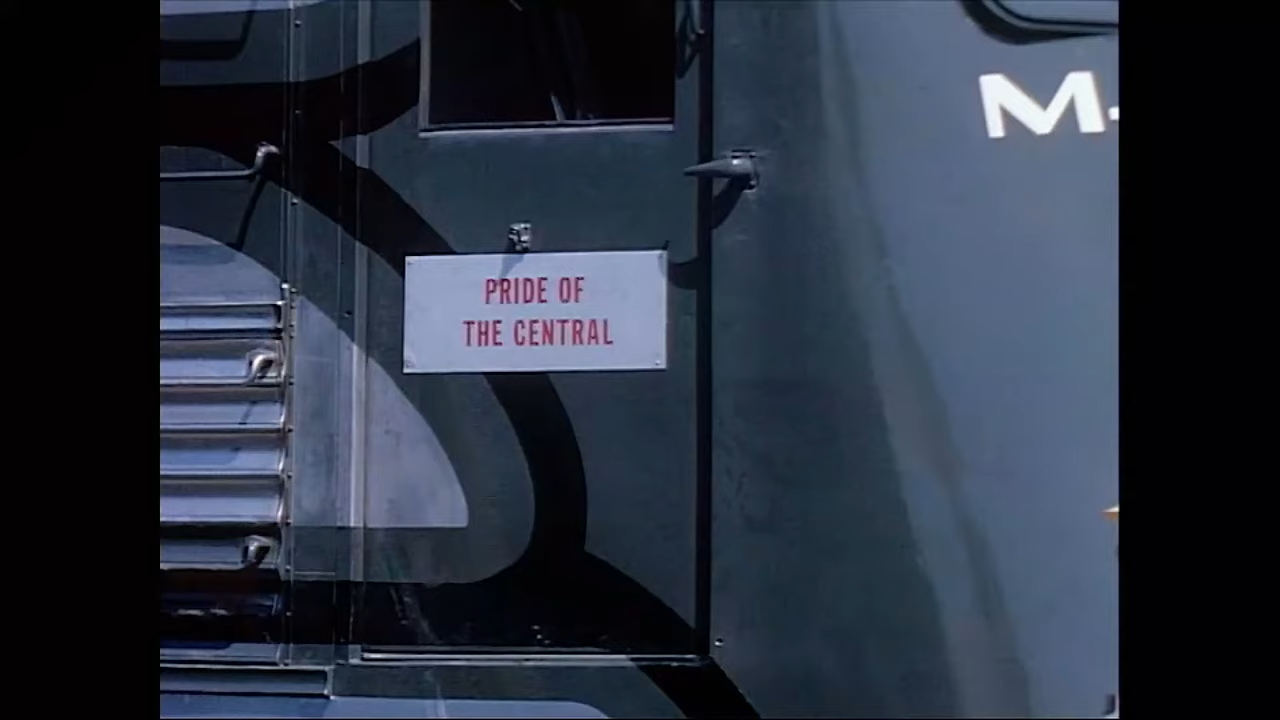 M-
PRIDE OF
THE CENTRAL